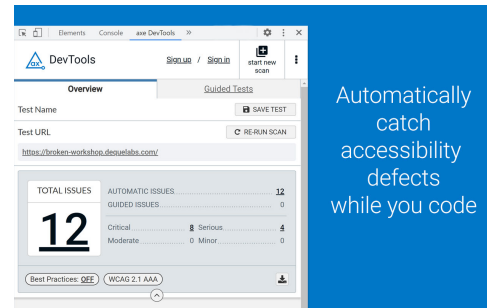 Elements Console axe DevTools »
ax DevTools
Sign up / Sign in
start new
scan
Overview
Guided Tests
Test Name
SAVE TEST
Test URL
RE-RUN SCAN
https://broken-workshop.dequelabs.com/
TOTAL ISSUES
12
AUTOMATIC ISSUES 12
GUIDED ISSUES 0
Critical 8 Serious 4
Moderate 0 Minor 0
Best Practices: OFF
WCAG 2.1 AAA
Automatically
catch
accessibility
defects
while you code